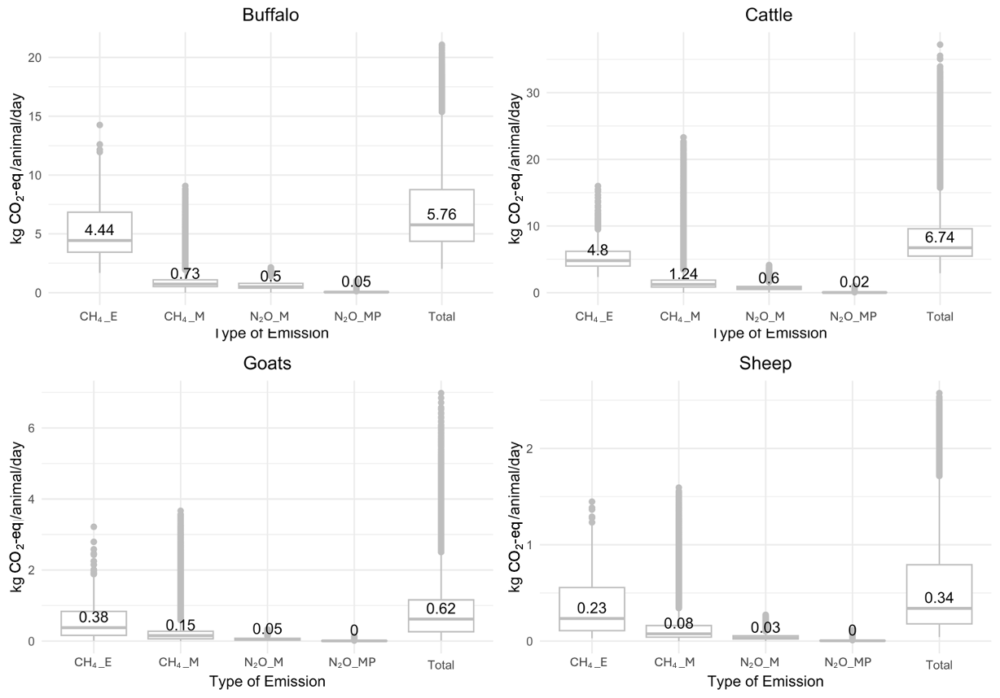 Buffalo
kg CO₂-eq/animal/day
20
15
10
5
0
4.44
0.73
0.5
0.05
5.76
CH₄_E
CH₄_M
N₂O_M
N₂O_MP
Total
Type of Emission
Cattle
kg CO₂-eq/animal/day
30
20
10
0
4.8
1.24
0.6
0.02
6.74
CH₄_E
CH₄_M
N₂O_M
N₂O_MP
Total
Type of Emission
Goats
kg CO₂-eq/animal/day
6
4
2
0
0.38
0.15
0.05
0
0.62
CH₄_E
CH₄_M
N₂O_M
N₂O_MP
Total
Type of Emission
Sheep
kg CO₂-eq/animal/day
2
1
0
0.23
0.08
0.03
0
0.34
CH₄_E
CH₄_M
N₂O_M
N₂O_MP
Total
Type of Emission